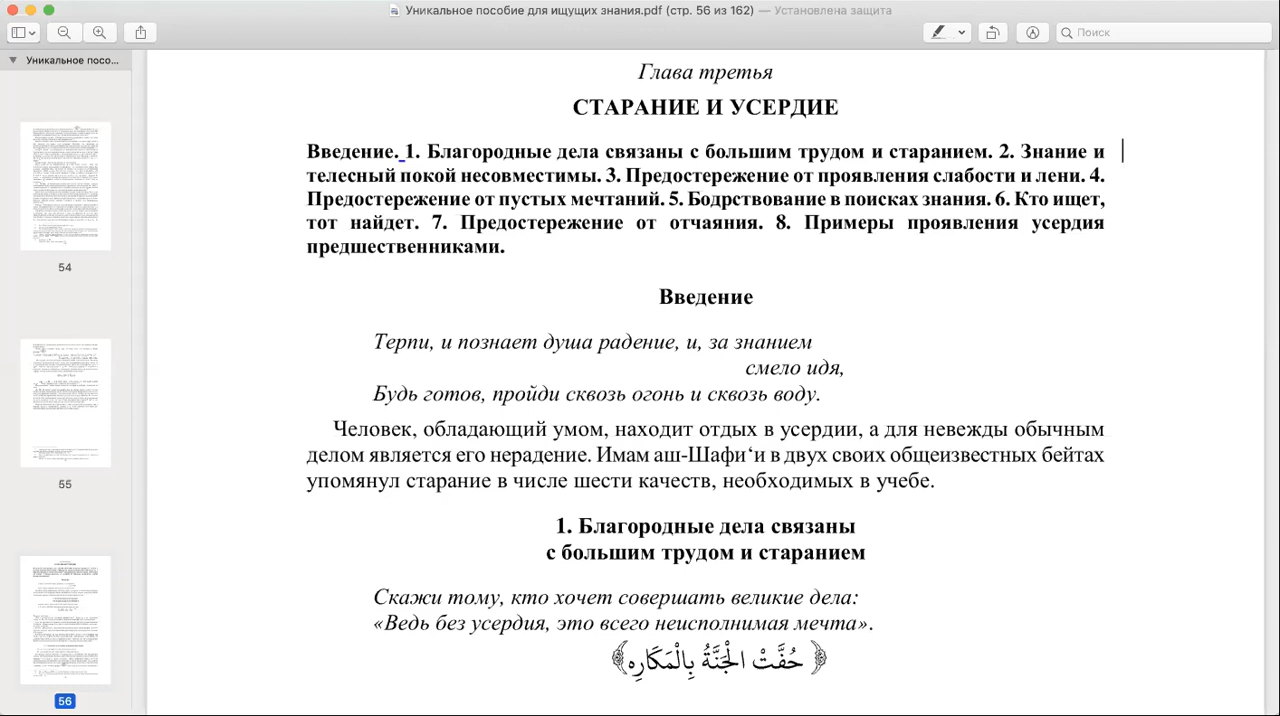 Уникальное пособие для ищущих знания.pdf (стр. 56 из 162) — Установлена защита
Поиск
Уникальное посо...
54
55
56
Глава третья
СТАРАНИЕ И УСЕРДИЕ
Введение. 1. Благородные дела связаны с большим трудом и старанием. 2. Знание и
телесный покой несовместимы. 3. Предостережение от проявления слабости и лени. 4.
Предостережение от пустых мечтаний. 5. Бодрствование в поисках знания. 6. Кто ищет,
тот найдет. 7. Предостережение от отчаяния. 8. Примеры проявления усердия
предшественниками.
Введение
Терпи, и познает душа радение, и, за знанием
смело идя,
Будь готов, пройди сквозь огонь и сквозь воду.
Человек, обладающий умом, находит отдых в усердии, а для невежды обычным
делом является его нерадение. Имам аш-Шафи‘и в двух своих общеизвестных бейтах
упомянул старание в числе шести качеств, необходимых в учебе.
1. Благородные дела связаны
с большим трудом и старанием
Скажи тому, кто хочет совершать великие дела:
«Ведь без усердия, это всего неисполнимая мечта».
﴿ حُفَّتْ الْجَنَّةُ بِالْمَكَارِهِ ﴾